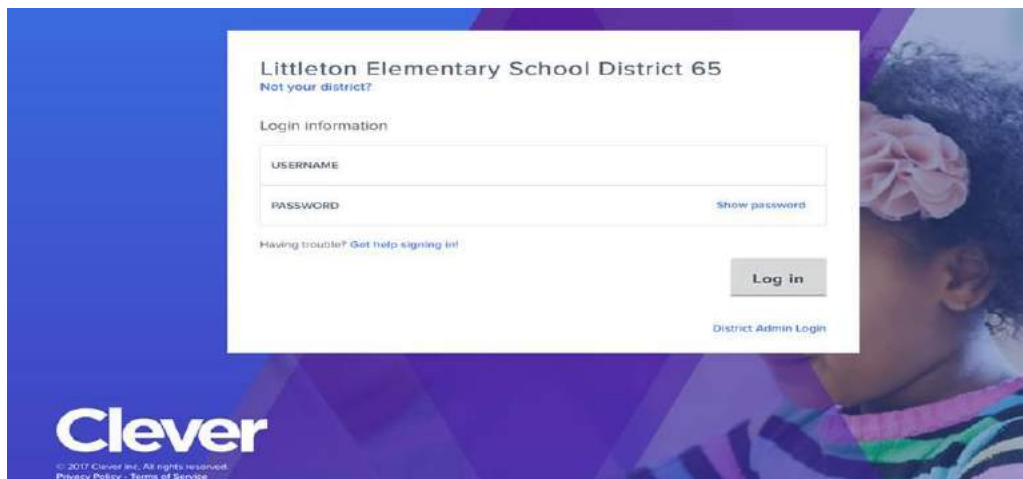 Littleton Elementary School District 65
Not your district?
Login information
USERNAME
PASSWORD Show password
Having trouble? Get help signing in!
Log in
District Admin Login
Clever
© 2017 Clever Inc. All rights reserved.
Privacy Policy - Terms of Service